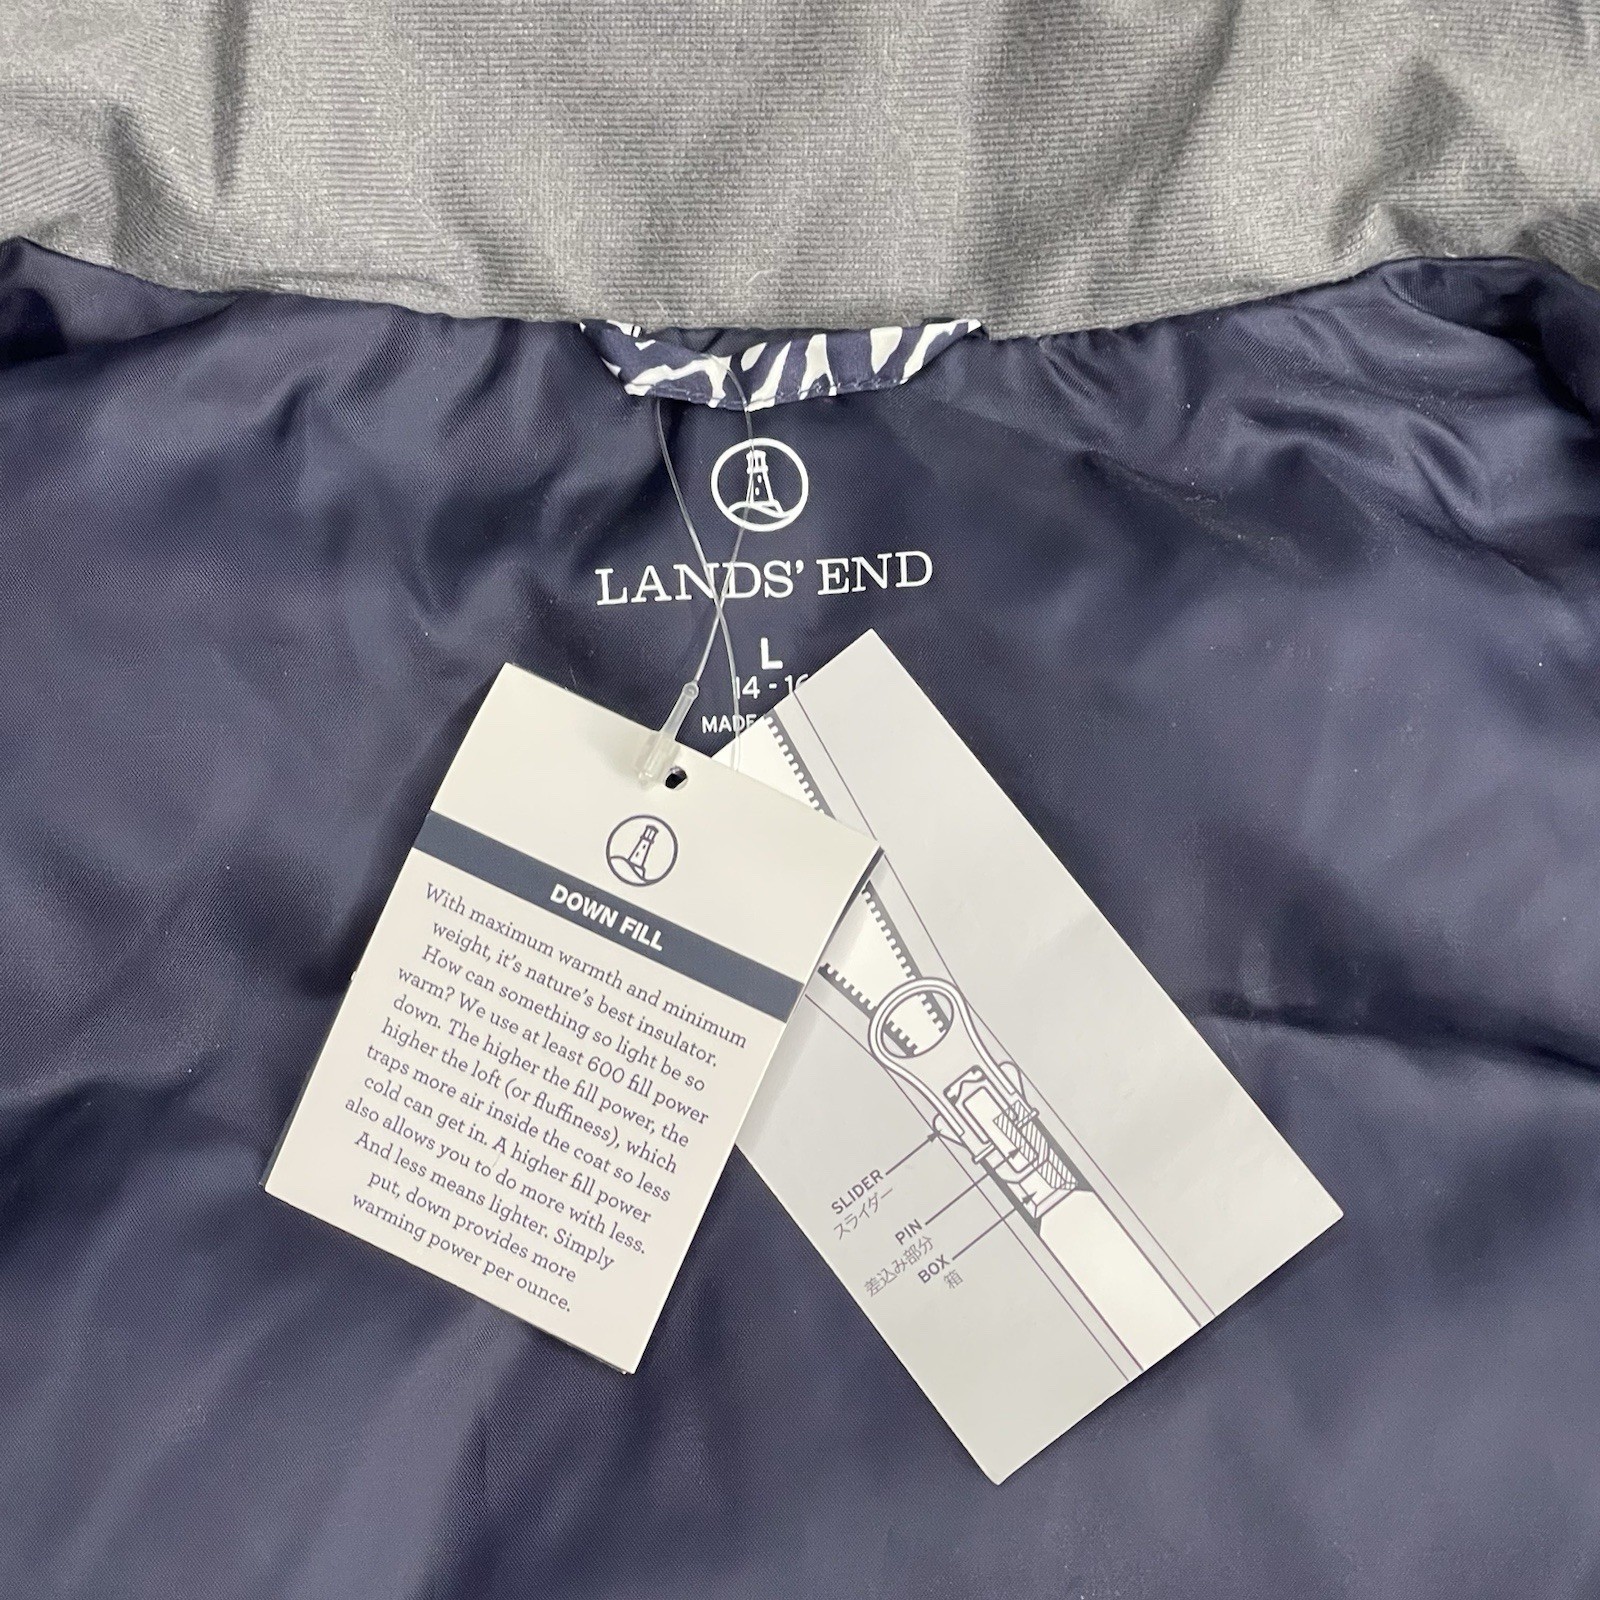 LANDS' END
L
14 - 16
MADE
DOWN FILL
With maximum warmth and minimum
weight, it's nature's best insulator.
How can something so light be so
warm? We use at least 600 fill power
down. The higher the fill power, the
higher the loft (or fluffiness), which
traps more air inside the coat so less
cold can get in. A higher fill power
also allows you to do more with less.
And less means lighter. Simply
put, down provides more
warming power per ounce.
SLIDER
スライダー
PIN
差込み部分
BOX
箱